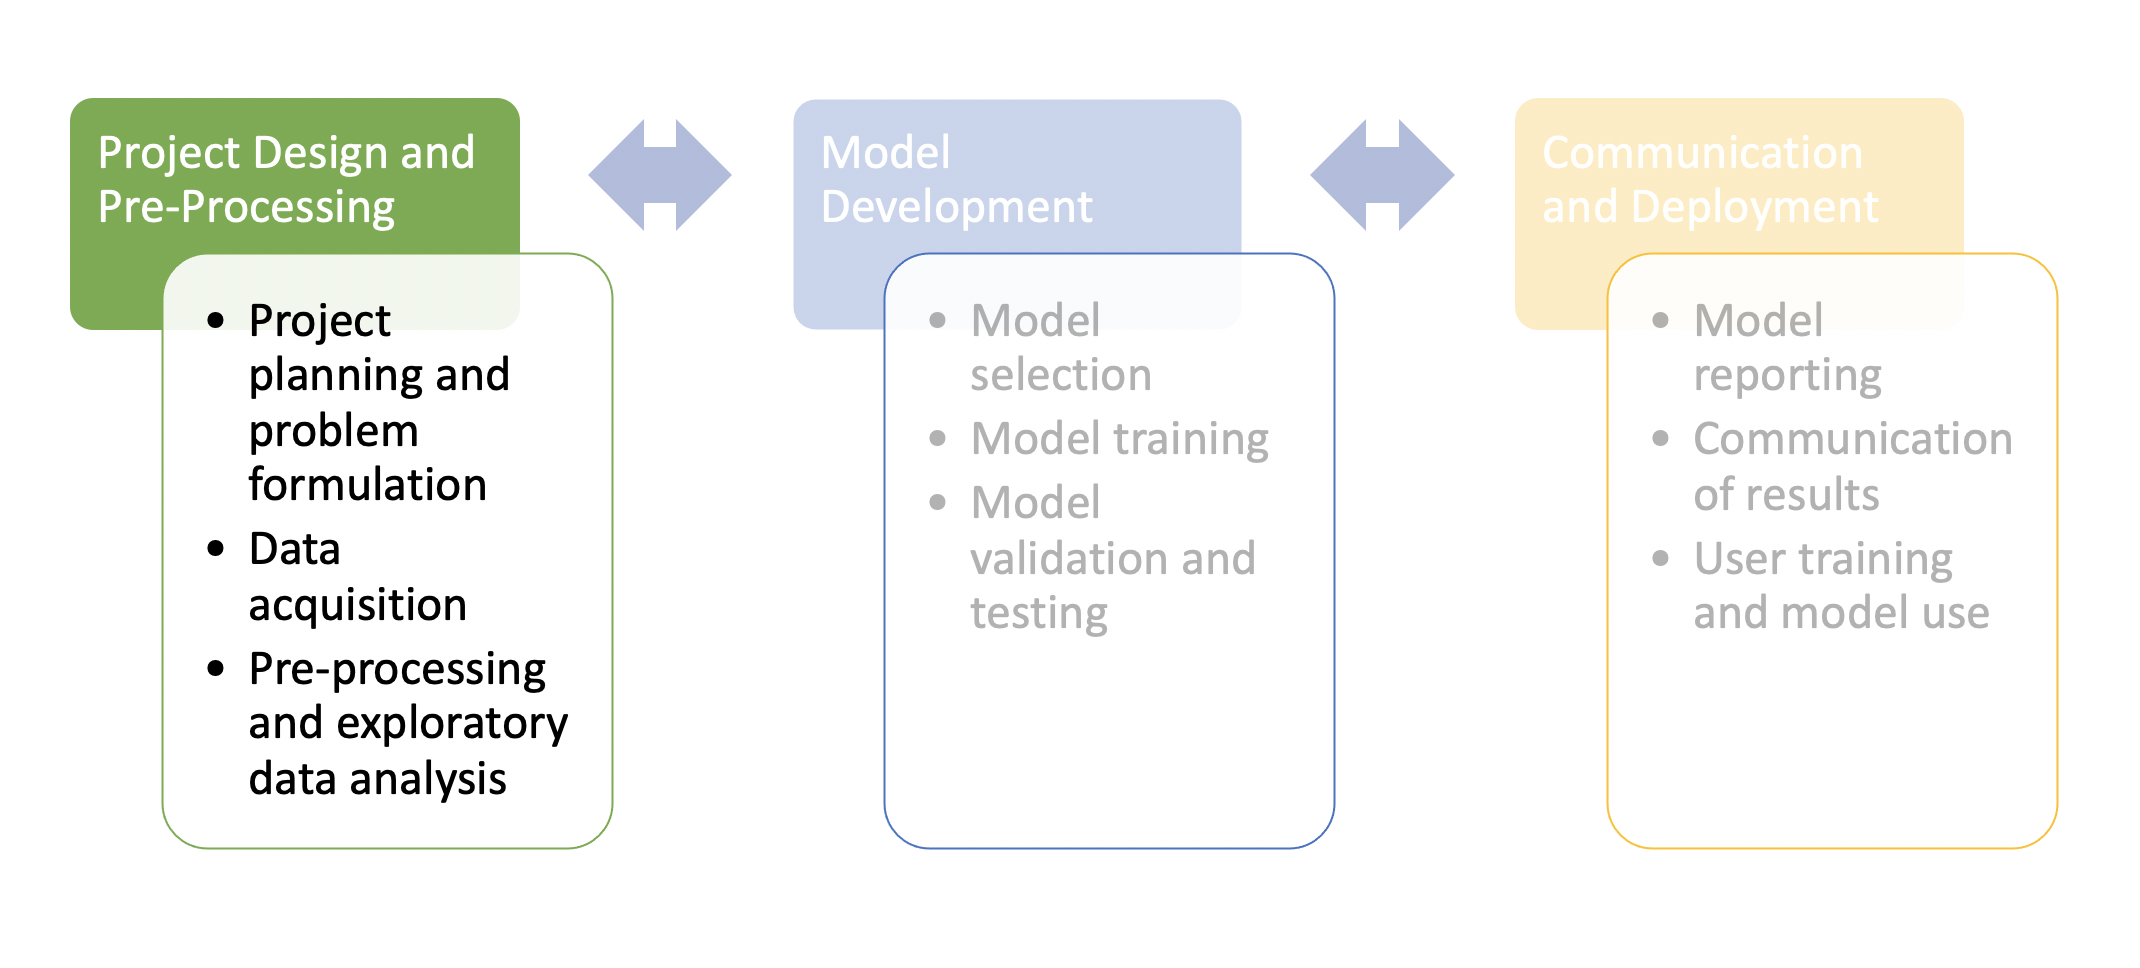 Project Design and
Pre-Processing
• Project
planning and
problem
formulation
• Data
acquisition
• Pre-processing
and exploratory
data analysis
Model
Development
• Model
selection
• Model training
• Model
validation and
testing
Communication
and Deployment
• Model
reporting
• Communication
of results
• User training
and model use